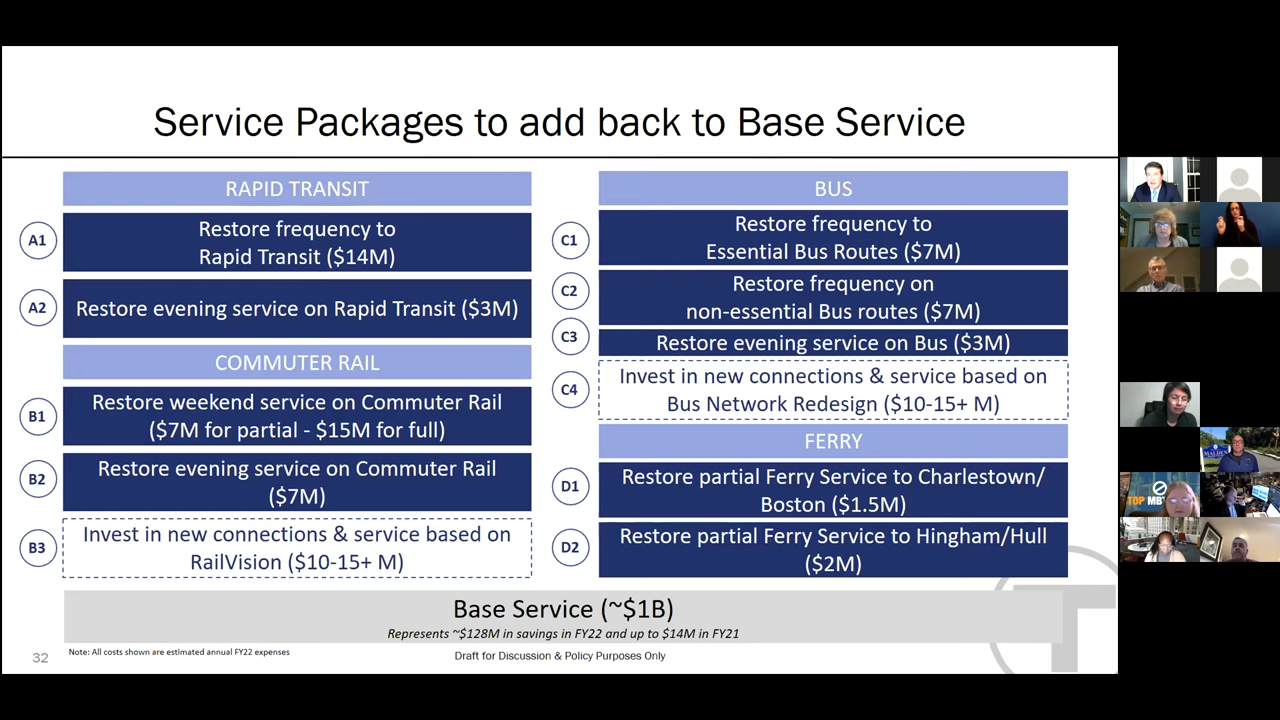 Service Packages to add back to Base Service
RAPID TRANSIT
A1
Restore frequency to
Rapid Transit ($14M)
A2
Restore evening service on Rapid Transit ($3M)
COMMUTER RAIL
B1
Restore weekend service on Commuter Rail
($7M for partial - $15M for full)
B2
Restore evening service on Commuter Rail
($7M)
B3
Invest in new connections & service based on
RailVision ($10-15+ M)
BUS
C1
Restore frequency to
Essential Bus Routes ($7M)
C2
Restore frequency on
non-essential Bus routes ($7M)
C3
Restore evening service on Bus ($3M)
C4
Invest in new connections & service based on
Bus Network Redesign ($10-15+ M)
FERRY
D1
Restore partial Ferry Service to Charlestown/
Boston ($1.5M)
D2
Restore partial Ferry Service to Hingham/Hull
($2M)
Base Service (~$1B)
Represents ~$128M in savings in FY22 and up to $14M in FY21
32
Note: All costs shown are estimated annual FY22 expenses
Draft for Discussion & Policy Purposes Only
T
MALDEN